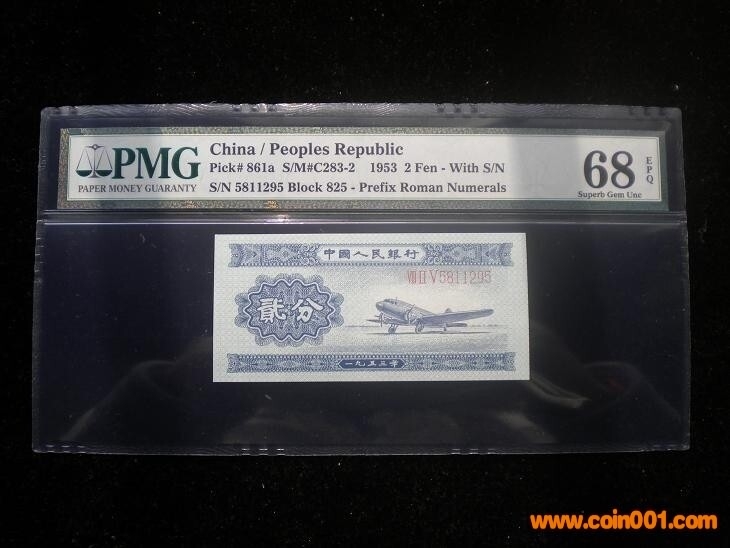 PMG
PAPER MONEY GUARANTY
China / Peoples Republic
Pick# 861a S/M#C283-2 1953 2 Fen - With S/N
S/N 5811295 Block 825 - Prefix Roman Numerals
68
EPQ
Superb Gem Unc
中國人民銀行
VIII II V 5811295
貳分
一九五三年
www.coin001.com